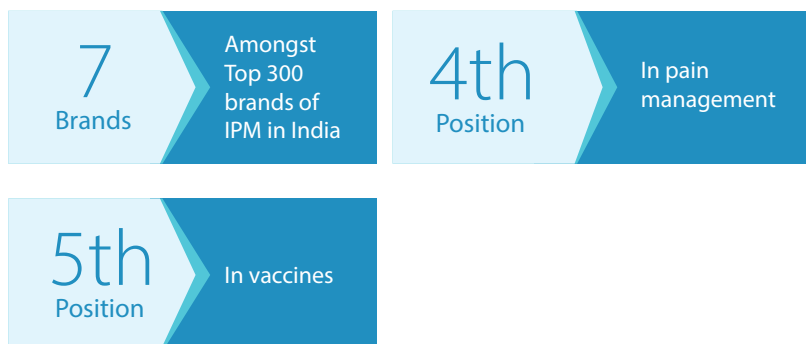 7
Brands
Amongst
Top 300
brands of
IPM in India
4th
Position
In pain
management
5th
Position
In vaccines